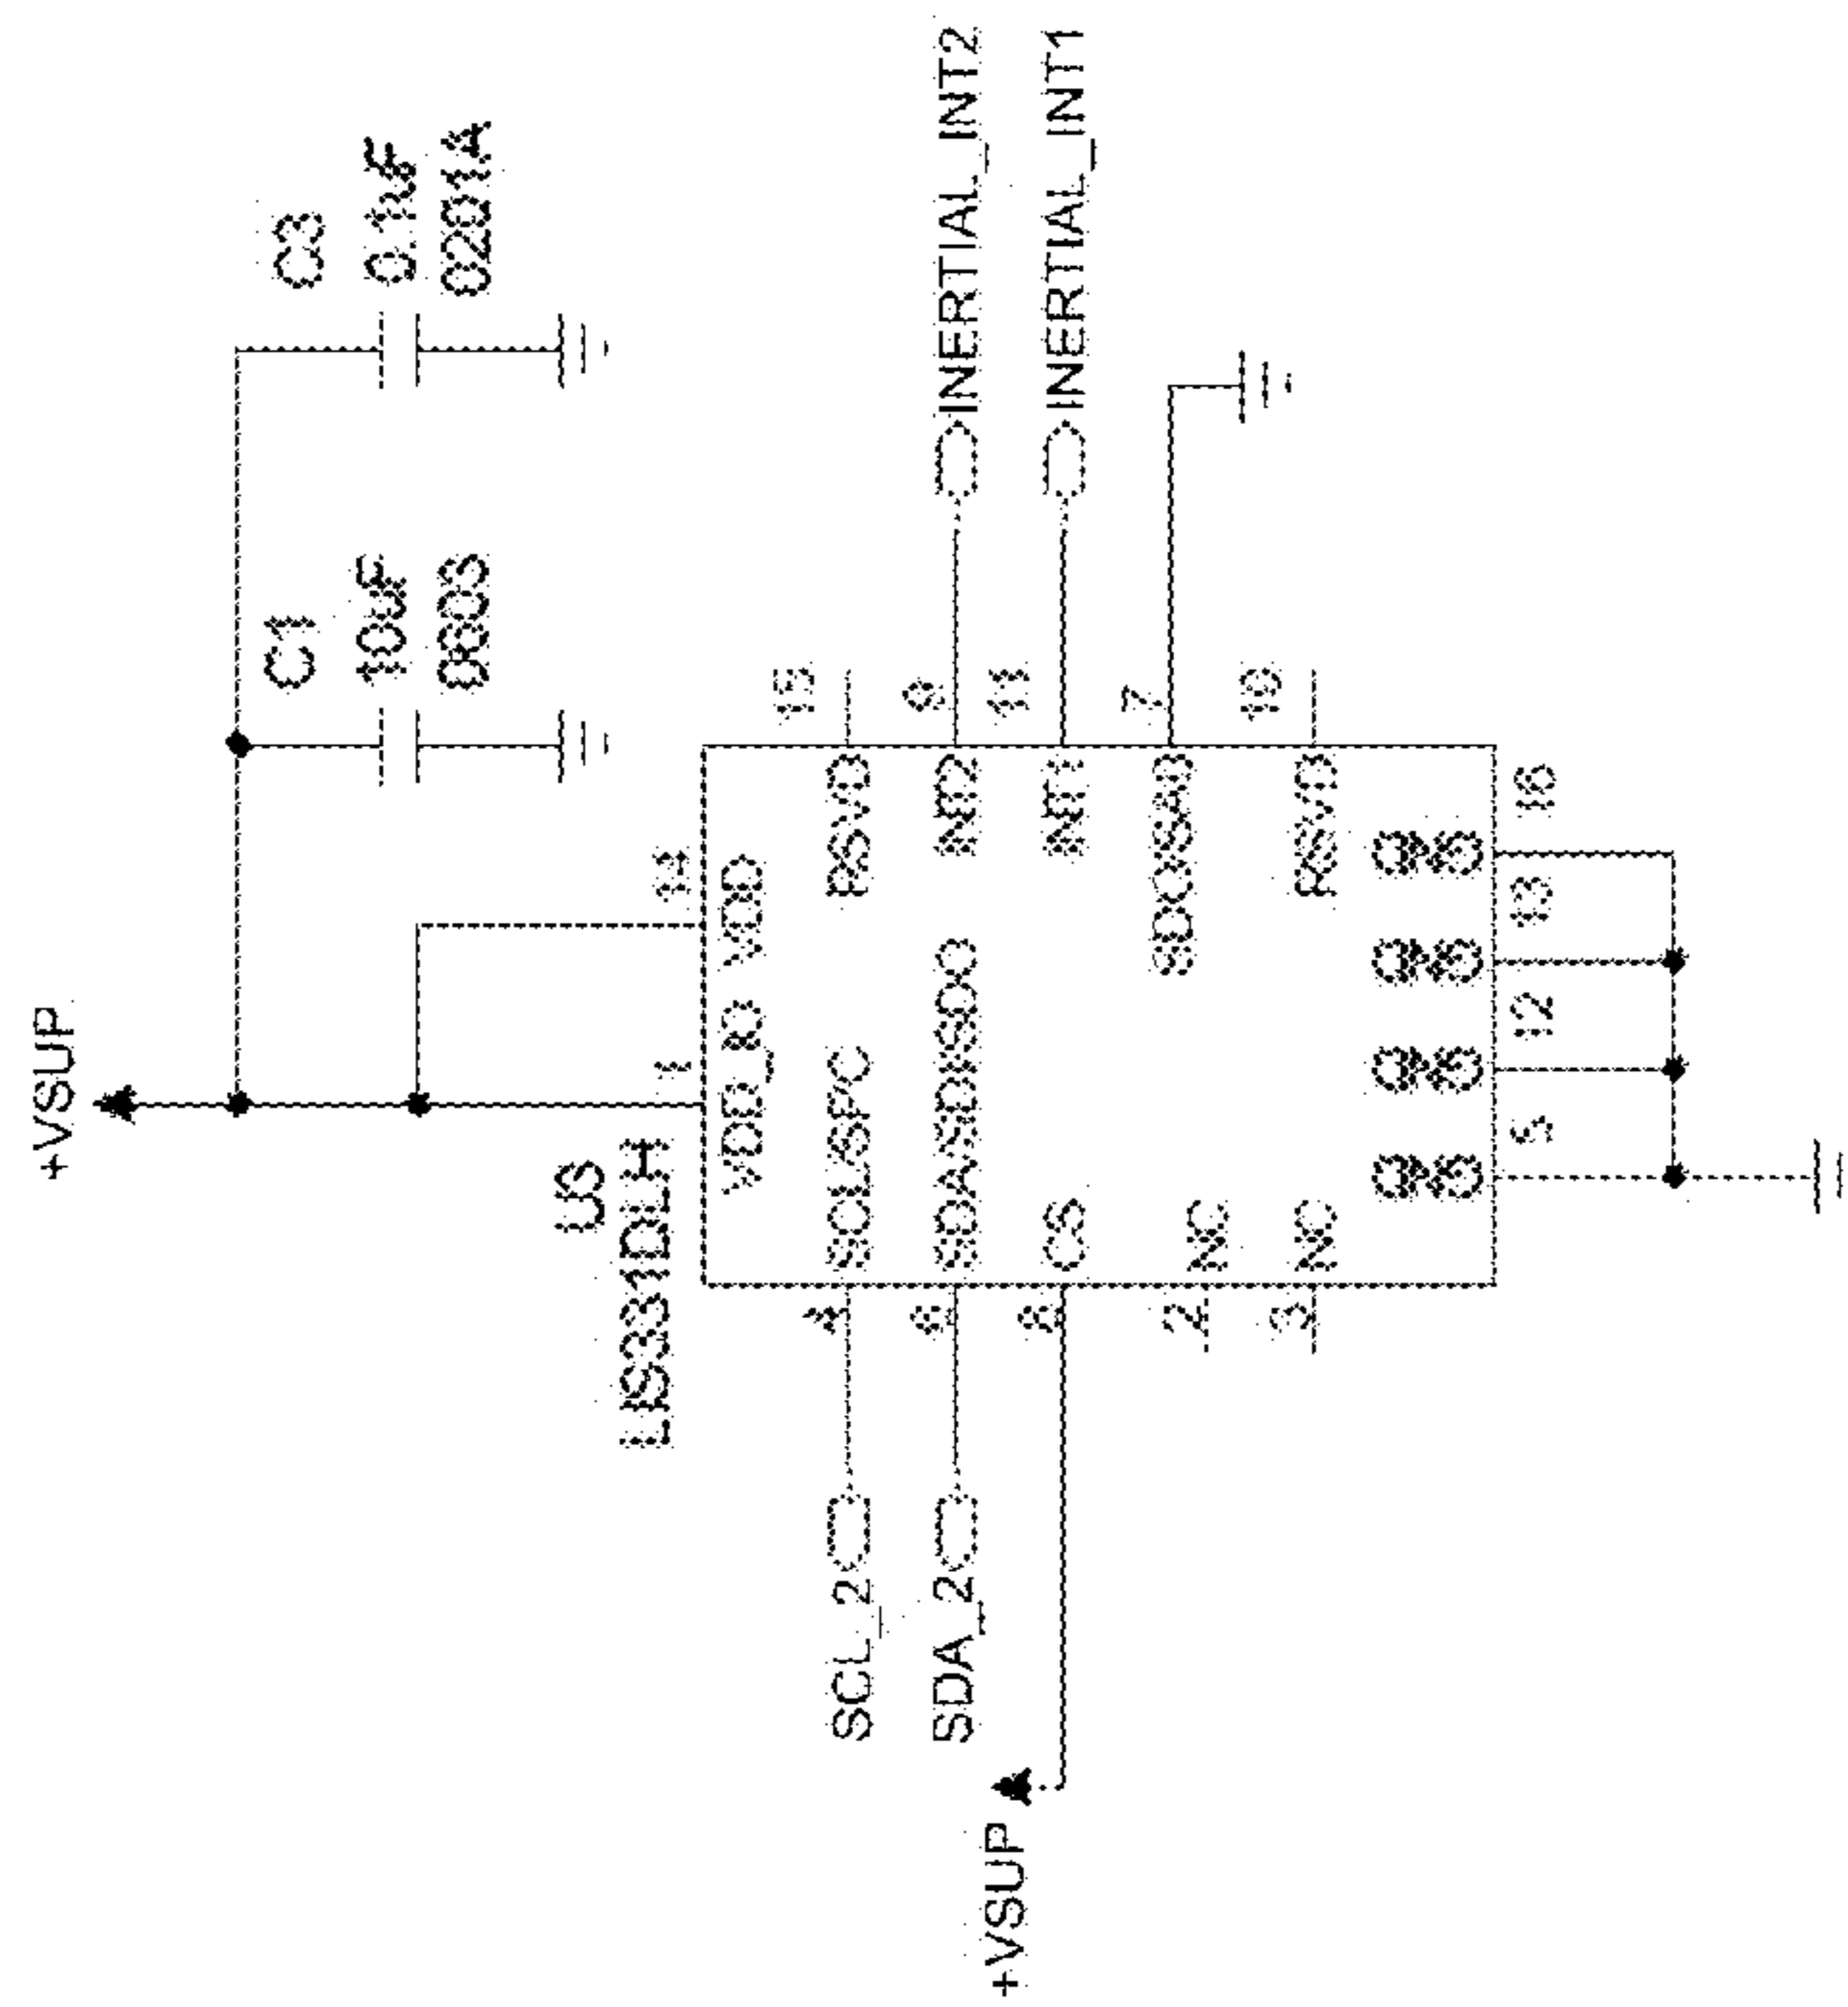 +VSUP
C1
10uF
0603
C3
0.1uF
0201A
U5
LIS331DLH
1
14
VDD_IO
VDD
SCL_2
4
SCL/SPC
RSVD
15
SDA_2
6
SDA/SDI/SDO
INT2
9
INERTIAL_INT2
+VSUP
8
CS
INT1
11
INERTIAL_INT1
SDO/SA0
7
2
NC
3
NC
RSVD
10
GND
GND
GND
GND
5
12
13
16